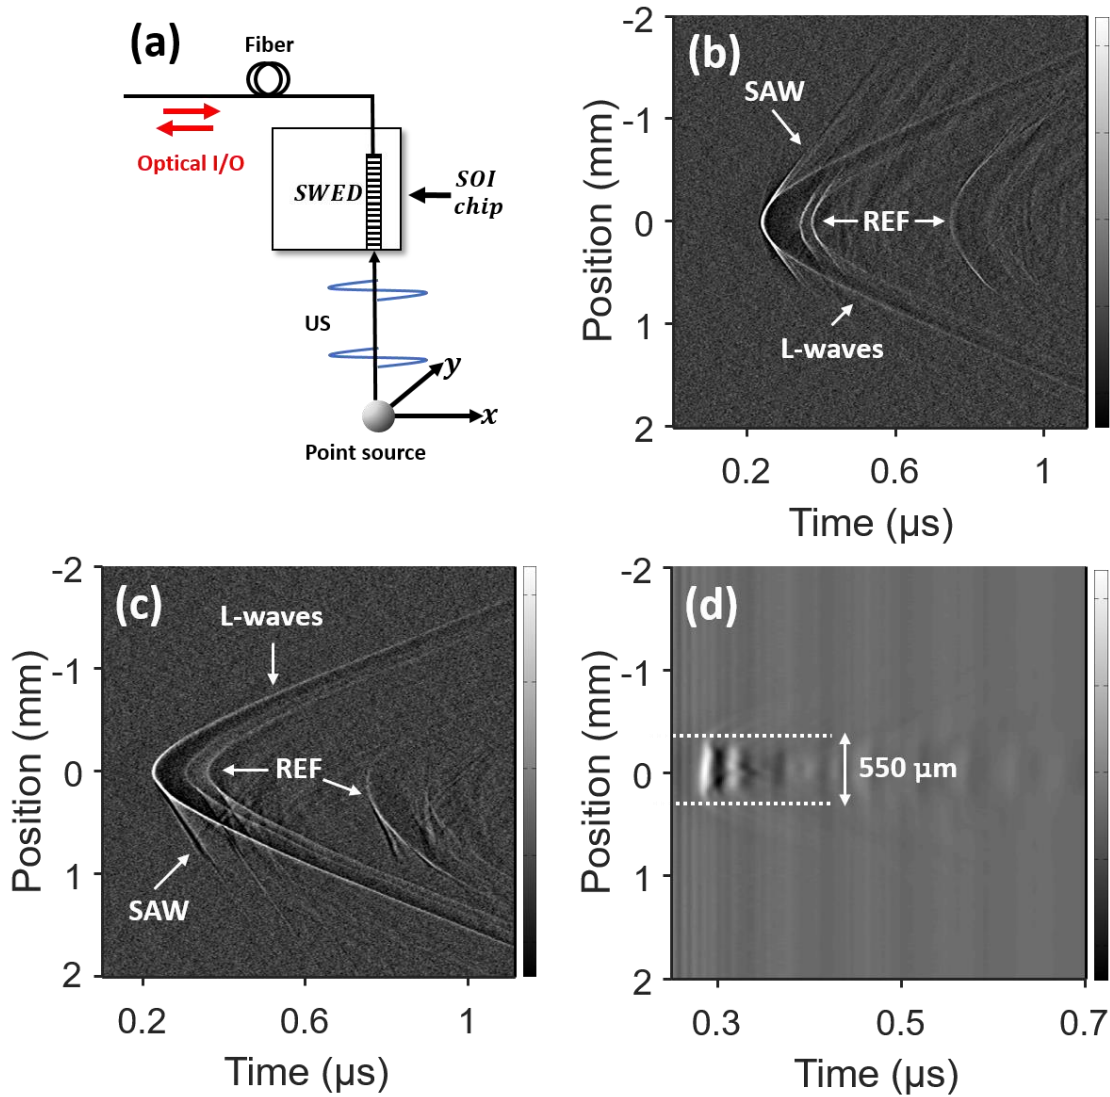 (a)
Fiber
Optical I/O
SWED
SOI
chip
US
y
x
Point source
(b)
SAW
REF
L-waves
-2
-1
0
1
2
Position (mm)
0.2 0.6 1
Time (μs)
(c)
L-waves
REF
SAW
-2
-1
0
1
2
Position (mm)
0.2 0.6 1
Time (μs)
(d)
550 μm
-2
-1
0
1
2
Position (mm)
0.3 0.5 0.7
Time (μs)